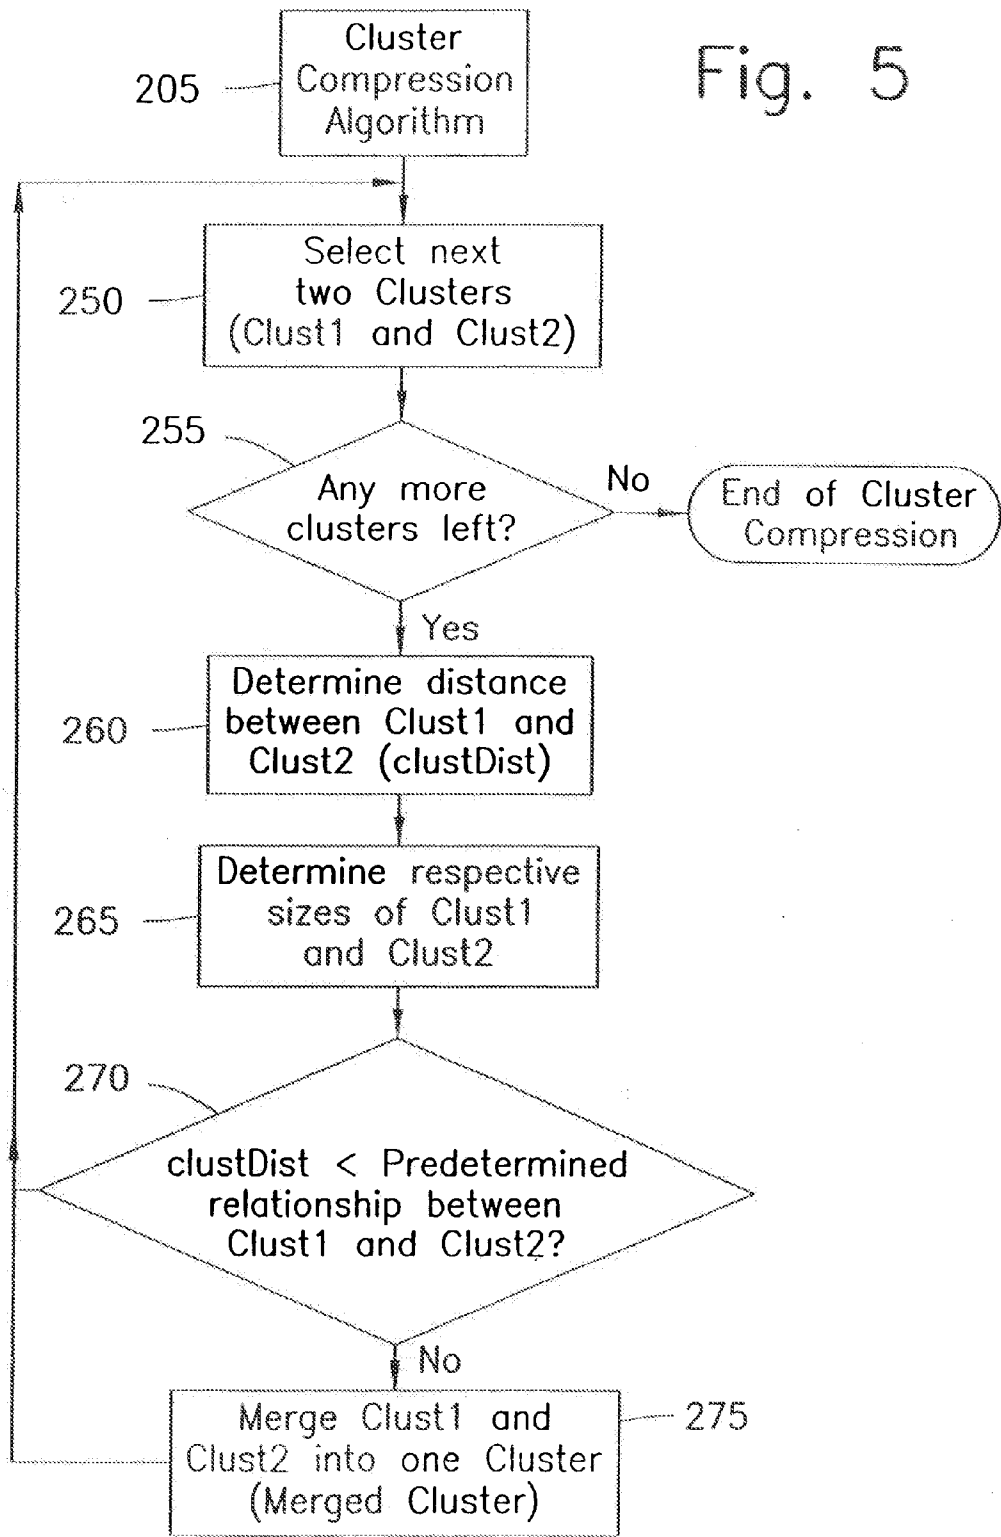 Fig. 5
205
Cluster
Compression
Algorithm
250
Select next
two Clusters
(Clust1 and Clust2)
255
Any more
clusters left?
No
End of Cluster
Compression
Yes
260
Determine distance
between Clust1 and
Clust2 (clustDist)
265
Determine respective
sizes of Clust1
and Clust2
270
clustDist < Predetermined
relationship between
Clust1 and Clust2?
No
275
Merge Clust1 and
Clust2 into one Cluster
(Merged Cluster)